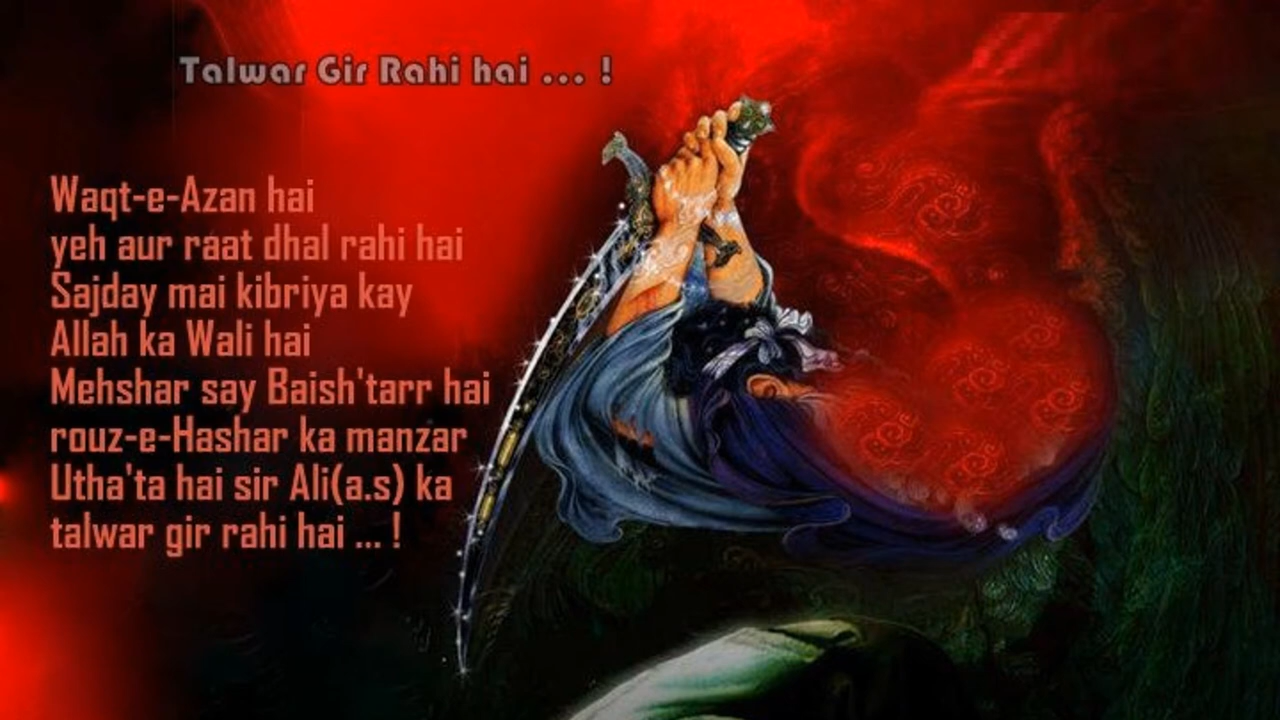 Talwar Gir Rahi hai ... !
Waqt-e-Azan hai
yeh aur raat dhal rahi hai
Sajday mai kibriya kay
Allah ka Wali hai
Mehshar say Baish'tarr hai
rouz-e-Hashar ka manzar
Utha'ta hai sir Ali(a.s) ka
talwar gir rahi hai ... !